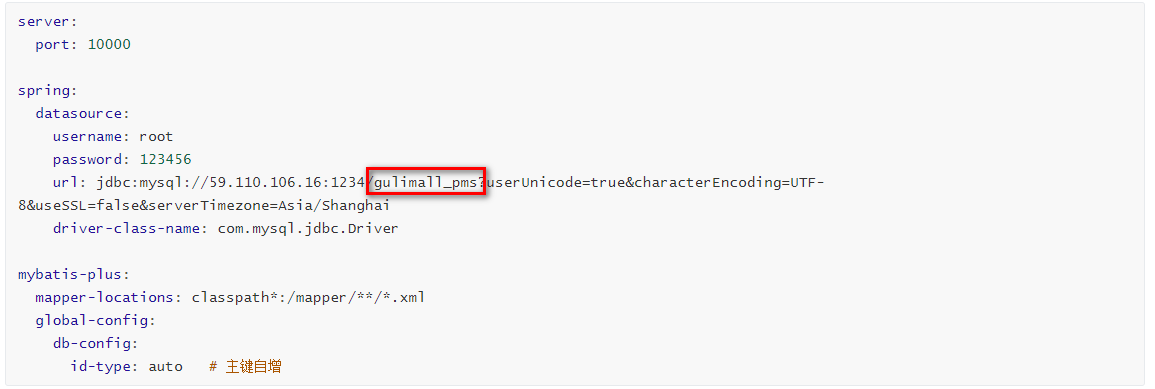 server:
  port: 10000
spring:
  datasource:
    username: root
    password: 123456
    url: jdbc:mysql://59.110.106.16:1234/gulimall_pms?userUnicode=true&characterEncoding=UTF-
8&useSSL=false&serverTimezone=Asia/Shanghai
    driver-class-name: com.mysql.jdbc.Driver
mybatis-plus:
  mapper-locations: classpath*:/mapper/**/*.xml
  global-config:
    db-config:
      id-type: auto   # 主键自增